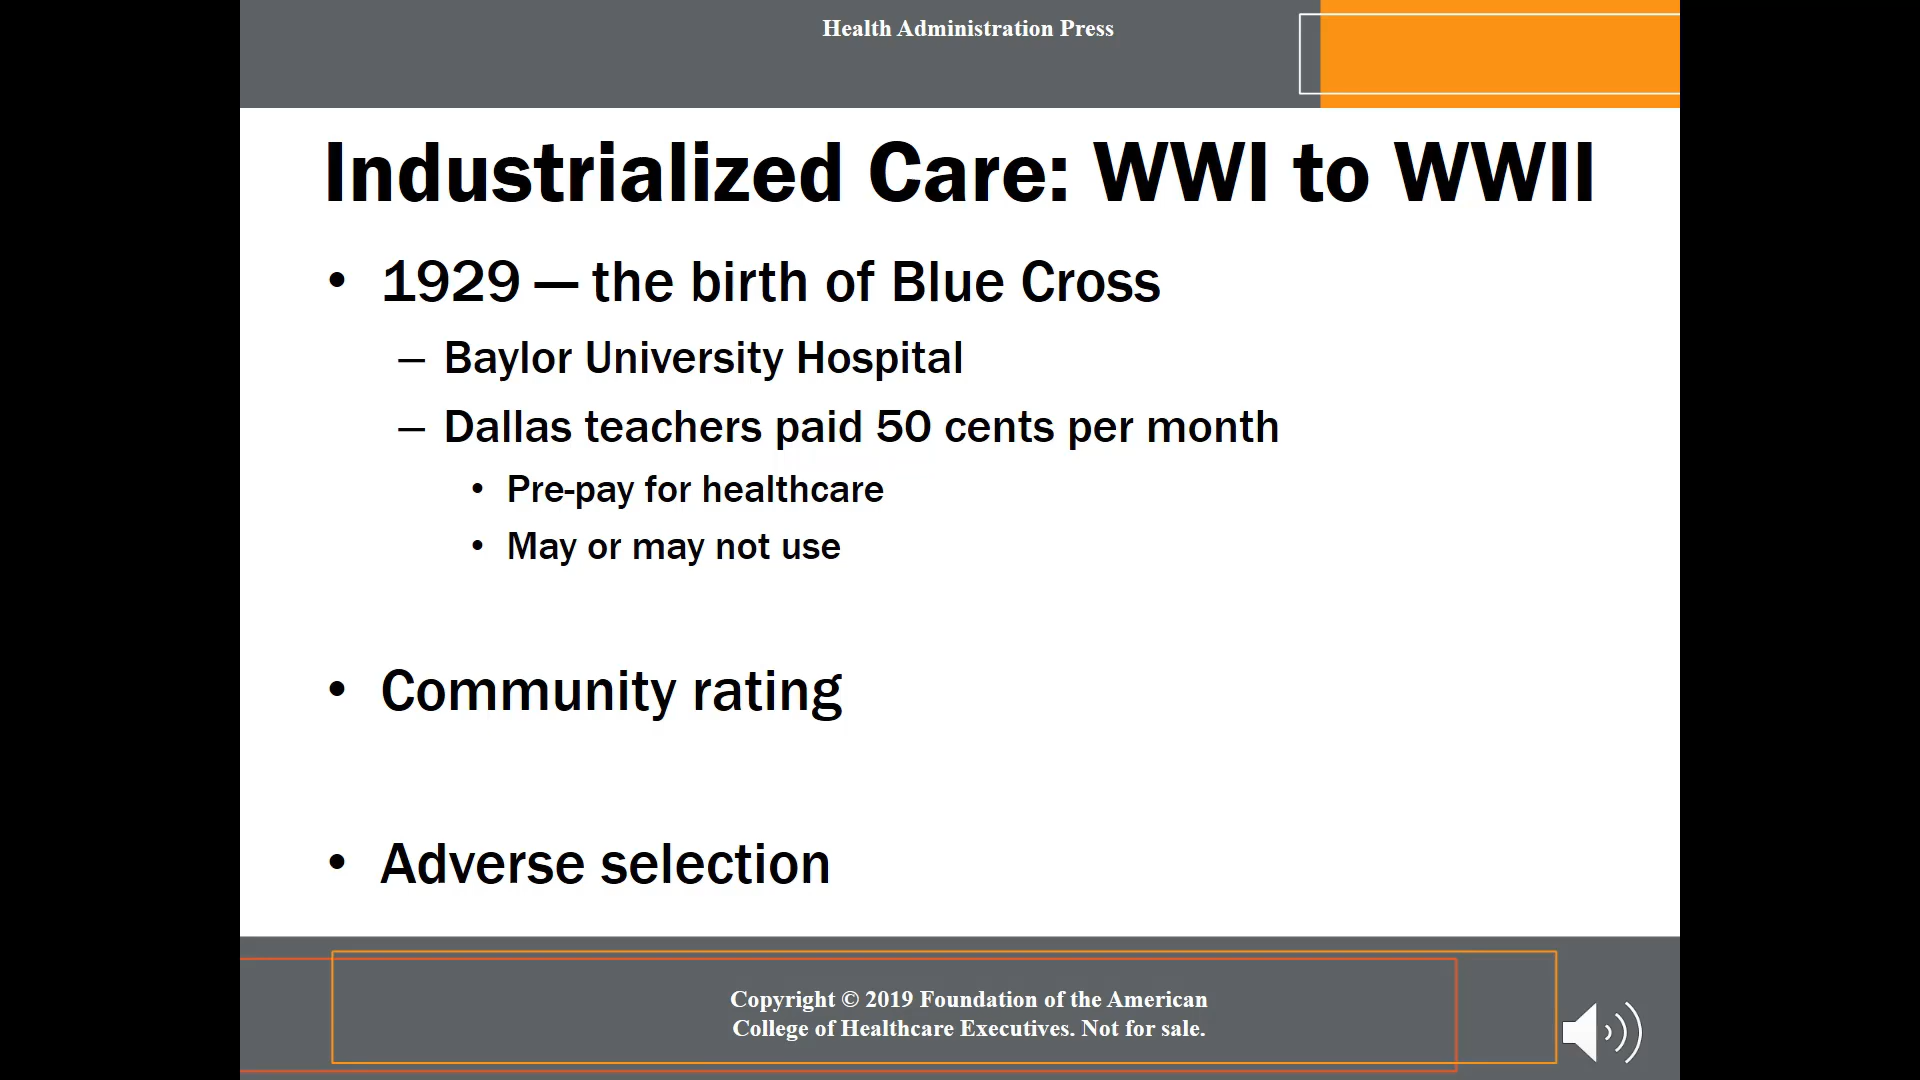 Health Administration Press
Industrialized Care: WWI to WWII
• 1929 — the birth of Blue Cross
– Baylor University Hospital
– Dallas teachers paid 50 cents per month
• Pre-pay for healthcare
• May or may not use
• Community rating
• Adverse selection
Copyright © 2019 Foundation of the American
College of Healthcare Executives. Not for sale.